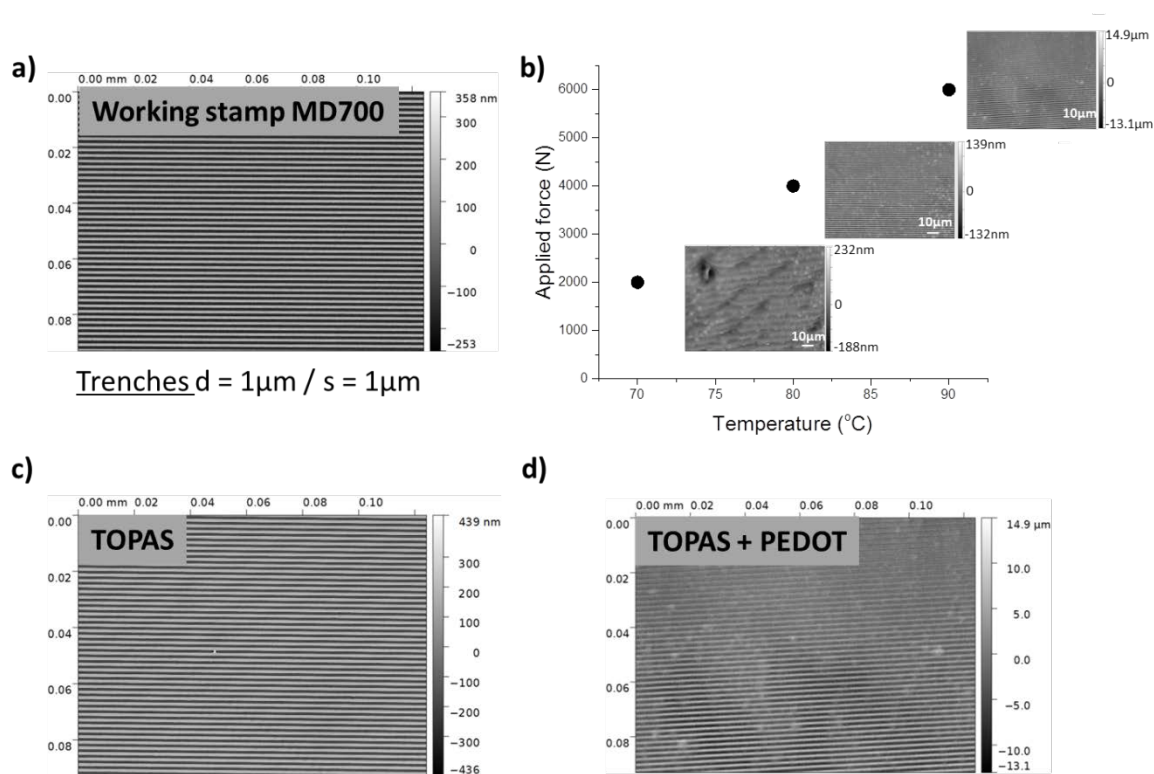 a)
0.00 mm 0.02 0.04 0.06 0.08 0.10
0.00
0.02
0.04
0.06
0.08
Working stamp MD700
358 nm
300
200
100
0
−100
−253
Trenches d = 1µm / s = 1µm
b)
Applied force (N)
6000
5000
4000
3000
2000
1000
0
70 75 80 85 90
Temperature (°C)
14.9µm
0
-13.1µm
10µm
139nm
0
-132nm
10µm
232nm
0
-188nm
10µm
c)
0.00 mm 0.02 0.04 0.06 0.08 0.10
0.00
0.02
0.04
0.06
0.08
TOPAS
439 nm
300
200
100
0
−100
−200
−300
−436
d)
0.00 mm 0.02 0.04 0.06 0.08 0.10
0.00
0.02
0.04
0.06
0.08
TOPAS + PEDOT
14.9 µm
10.0
5.0
0.0
−5.0
−10.0
−13.1